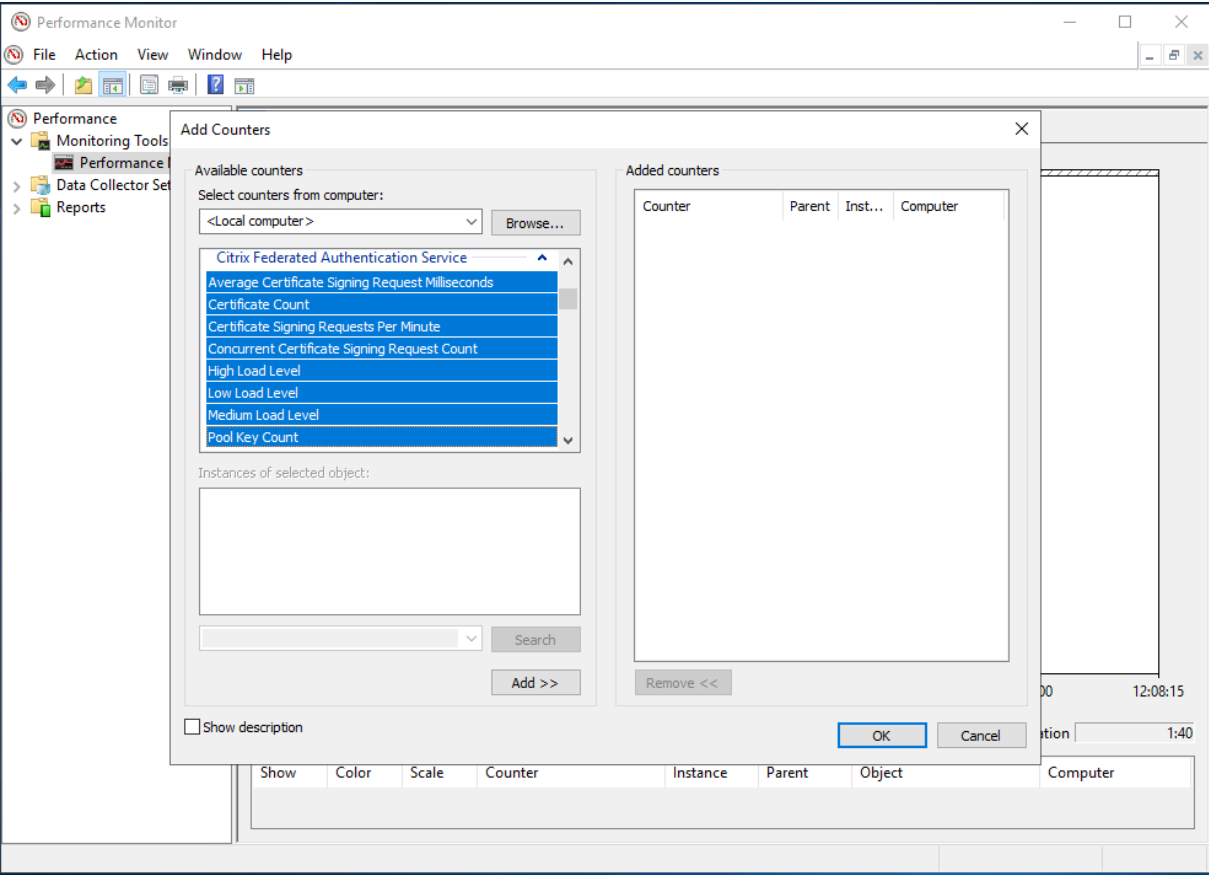 Performance Monitor
File Action View Window Help
Performance
Monitoring Tools
Performance
Data Collector Set
Reports
Add Counters
Available counters
Select counters from computer:
<Local computer>
Browse...
Citrix Federated Authentication Service
Average Certificate Signing Request Milliseconds
Certificate Count
Certificate Signing Requests Per Minute
Concurrent Certificate Signing Request Count
High Load Level
Low Load Level
Medium Load Level
Pool Key Count
Instances of selected object:
Search
Add >>
Show description
Added counters
Counter Parent Inst... Computer
Remove <<
OK Cancel
00 12:08:15
ation 1:40
Show Color Scale Counter Instance Parent Object Computer